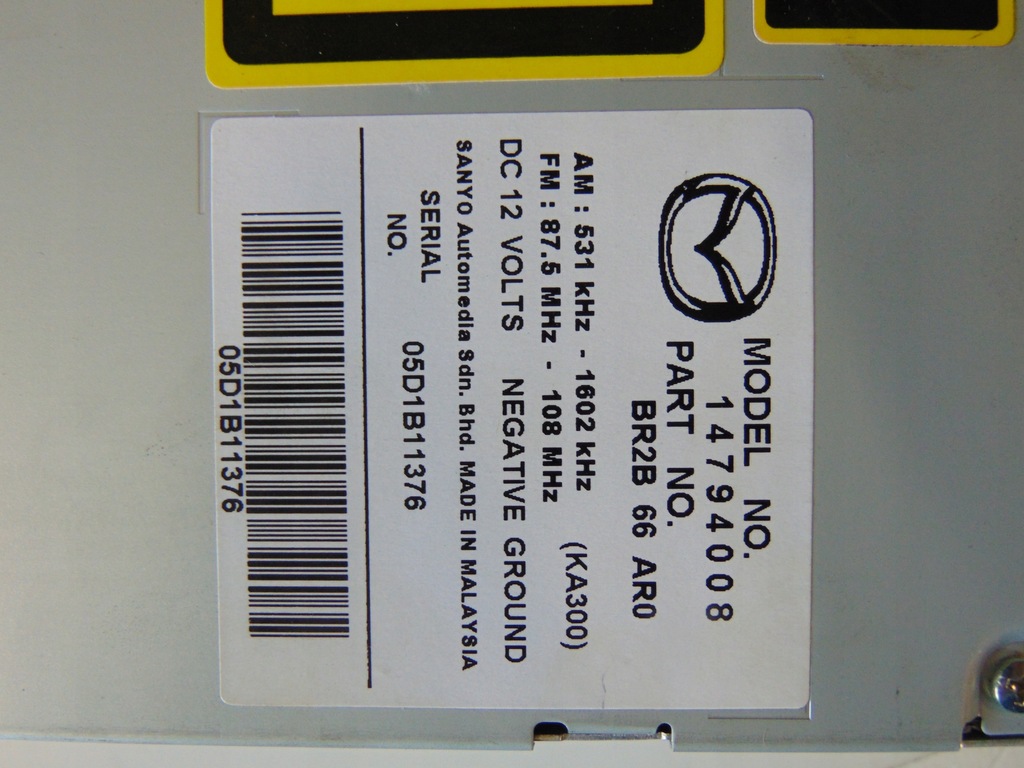 MODEL NO.
14794008
PART NO.
BR2B 66 AR0
AM : 531 kHz - 1602 kHz
FM : 87.5 MHz - 108 MHz (KA300)
DC 12 VOLTS NEGATIVE GROUND
SANYO Automedia Sdn. Bhd. MADE IN MALAYSIA
SERIAL
NO. 05D1B11376
05D1B11376